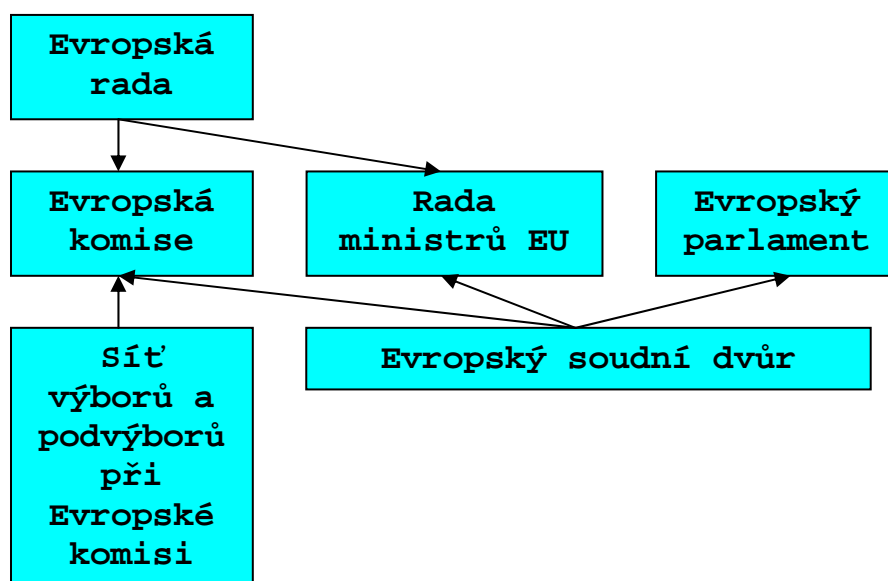 Evropská
rada
Evropská
komise
Rada
ministrů EU
Evropský
parlament
Síť
výborů a
podvýborů
při
Evropské
komisi
Evropský soudní dvůr